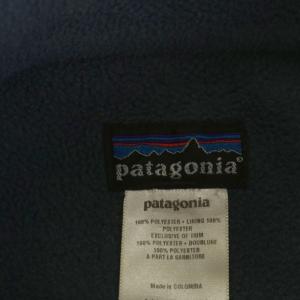 patagonia®
patagonia
100% POLYESTER • LINING 100%
POLYESTER
EXCLUSIVE OF TRIM
100% POLYESTER • DOUBLURE
100% POLYESTER
À PART LA GARNITURE
Made in COLOMBIA